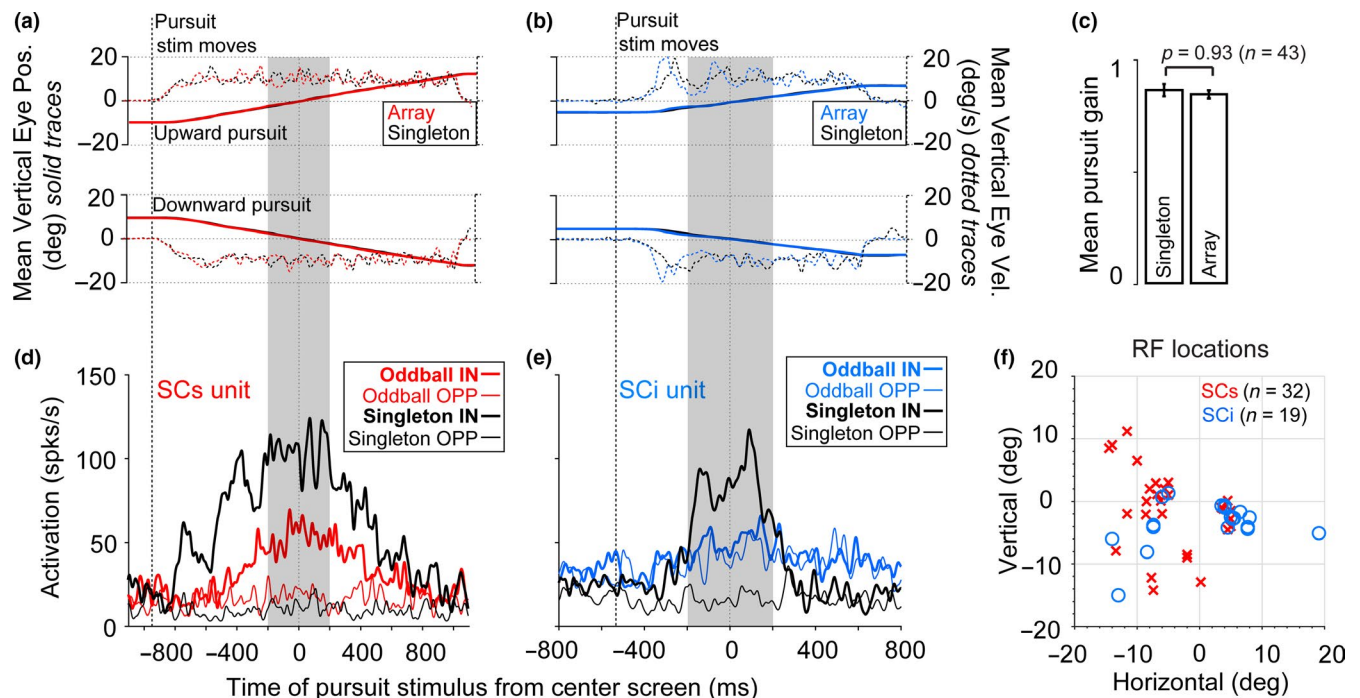 (a)
Pursuit
stim moves
Mean Vertical Eye Pos.
(deg) solid traces
20
0
−20
Array
Singleton
Upward pursuit
20
0
−20
Downward pursuit
(b)
Pursuit
stim moves
20
0
−20
Array
Singleton
20
0
−20
Mean Vertical Eye Vel.
(deg/s) dotted traces
(c)
p = 0.93 (n = 43)
Mean pursuit gain
1
0
Singleton
Array
(d)
SCs unit
Oddball IN
Oddball OPP
Singleton IN
Singleton OPP
Activation (spks/s)
150
100
50
0
−800 −400 0 400 800
(e)
SCi unit
Oddball IN
Oddball OPP
Singleton IN
Singleton OPP
−800 −400 0 400 800
Time of pursuit stimulus from center screen (ms)
(f)
RF locations
SCs (n = 32)
SCi (n = 19)
Vertical (deg)
20
10
0
−10
−20
−20 −10 0 10 20
Horizontal (deg)